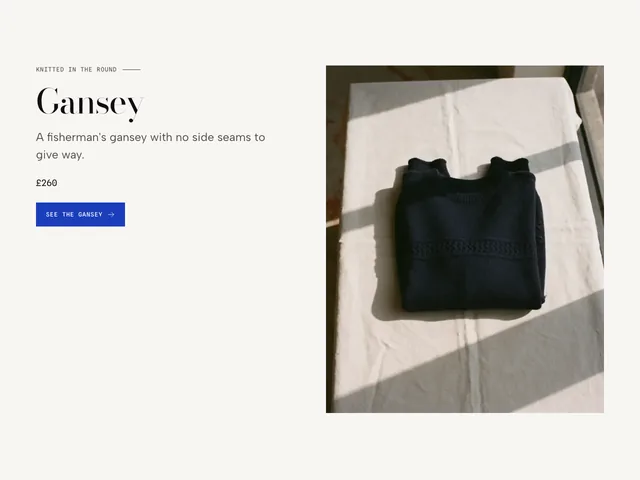 KNITTED IN THE ROUND
Gansey
A fisherman's gansey with no side seams to
give way.
£260
SEE THE GANSEY →